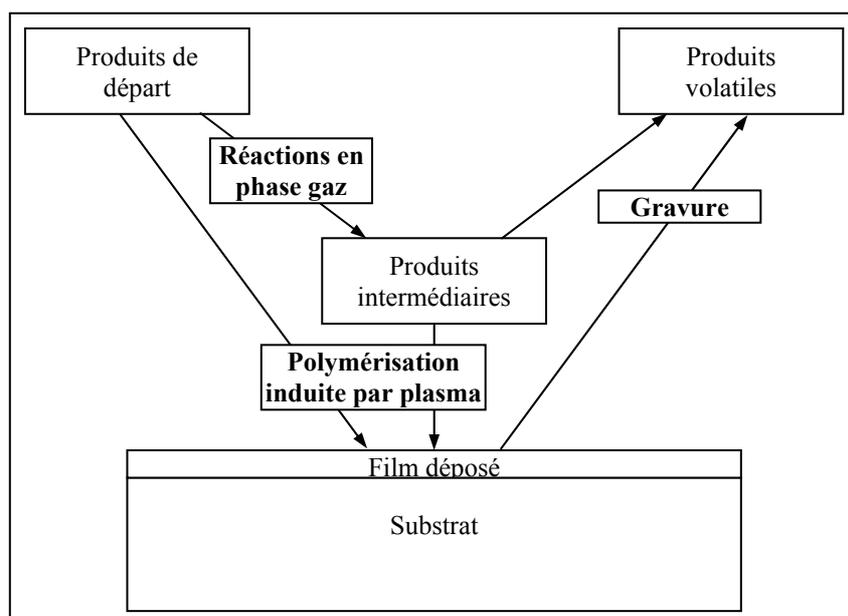 Produits de
départ
Produits
volatiles
Réactions en
phase gaz
Gravure
Produits
intermédiaires
Polymérisation
induite par plasma
Film déposé
Substrat